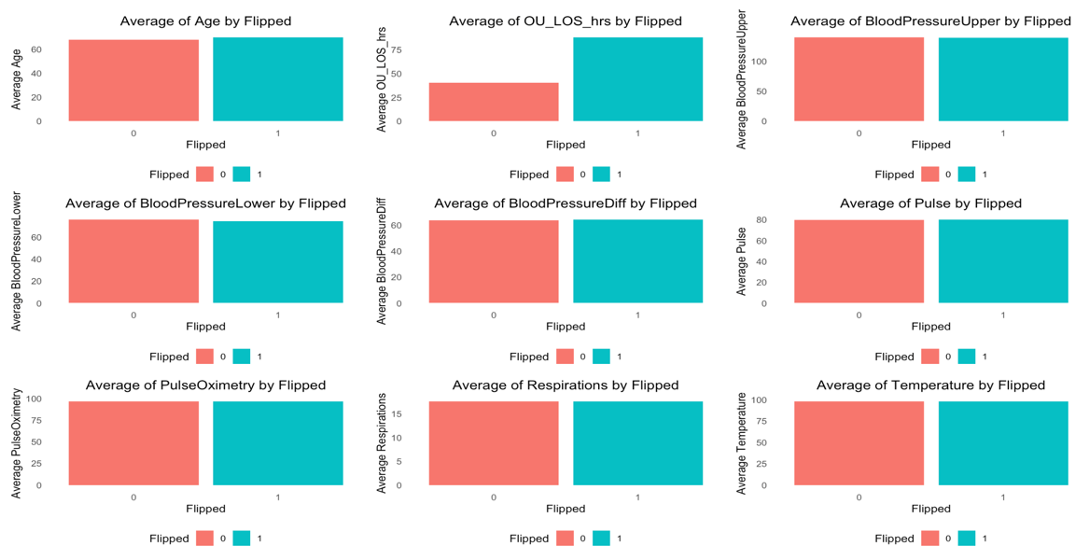 Average of Age by Flipped
Average Age
60
40
20
0
0 1
Flipped
Flipped 0 1
Average of OU_LOS_hrs by Flipped
Average OU_LOS_hrs
75
50
25
0
0 1
Flipped
Flipped 0 1
Average of BloodPressureUpper by Flipped
Average BloodPressureUpper
100
50
0
0 1
Flipped
Flipped 0 1
Average of BloodPressureLower by Flipped
Average BloodPressureLower
60
40
20
0
0 1
Flipped
Flipped 0 1
Average of BloodPressureDiff by Flipped
Average BloodPressureDiff
60
40
20
0
0 1
Flipped
Flipped 0 1
Average of Pulse by Flipped
Average Pulse
80
60
40
20
0
0 1
Flipped
Flipped 0 1
Average of PulseOximetry by Flipped
Average PulseOximetry
100
75
50
25
0
0 1
Flipped
Flipped 0 1
Average of Respirations by Flipped
Average Respirations
15
10
5
0
0 1
Flipped
Flipped 0 1
Average of Temperature by Flipped
Average Temperature
100
75
50
25
0
0 1
Flipped
Flipped 0 1